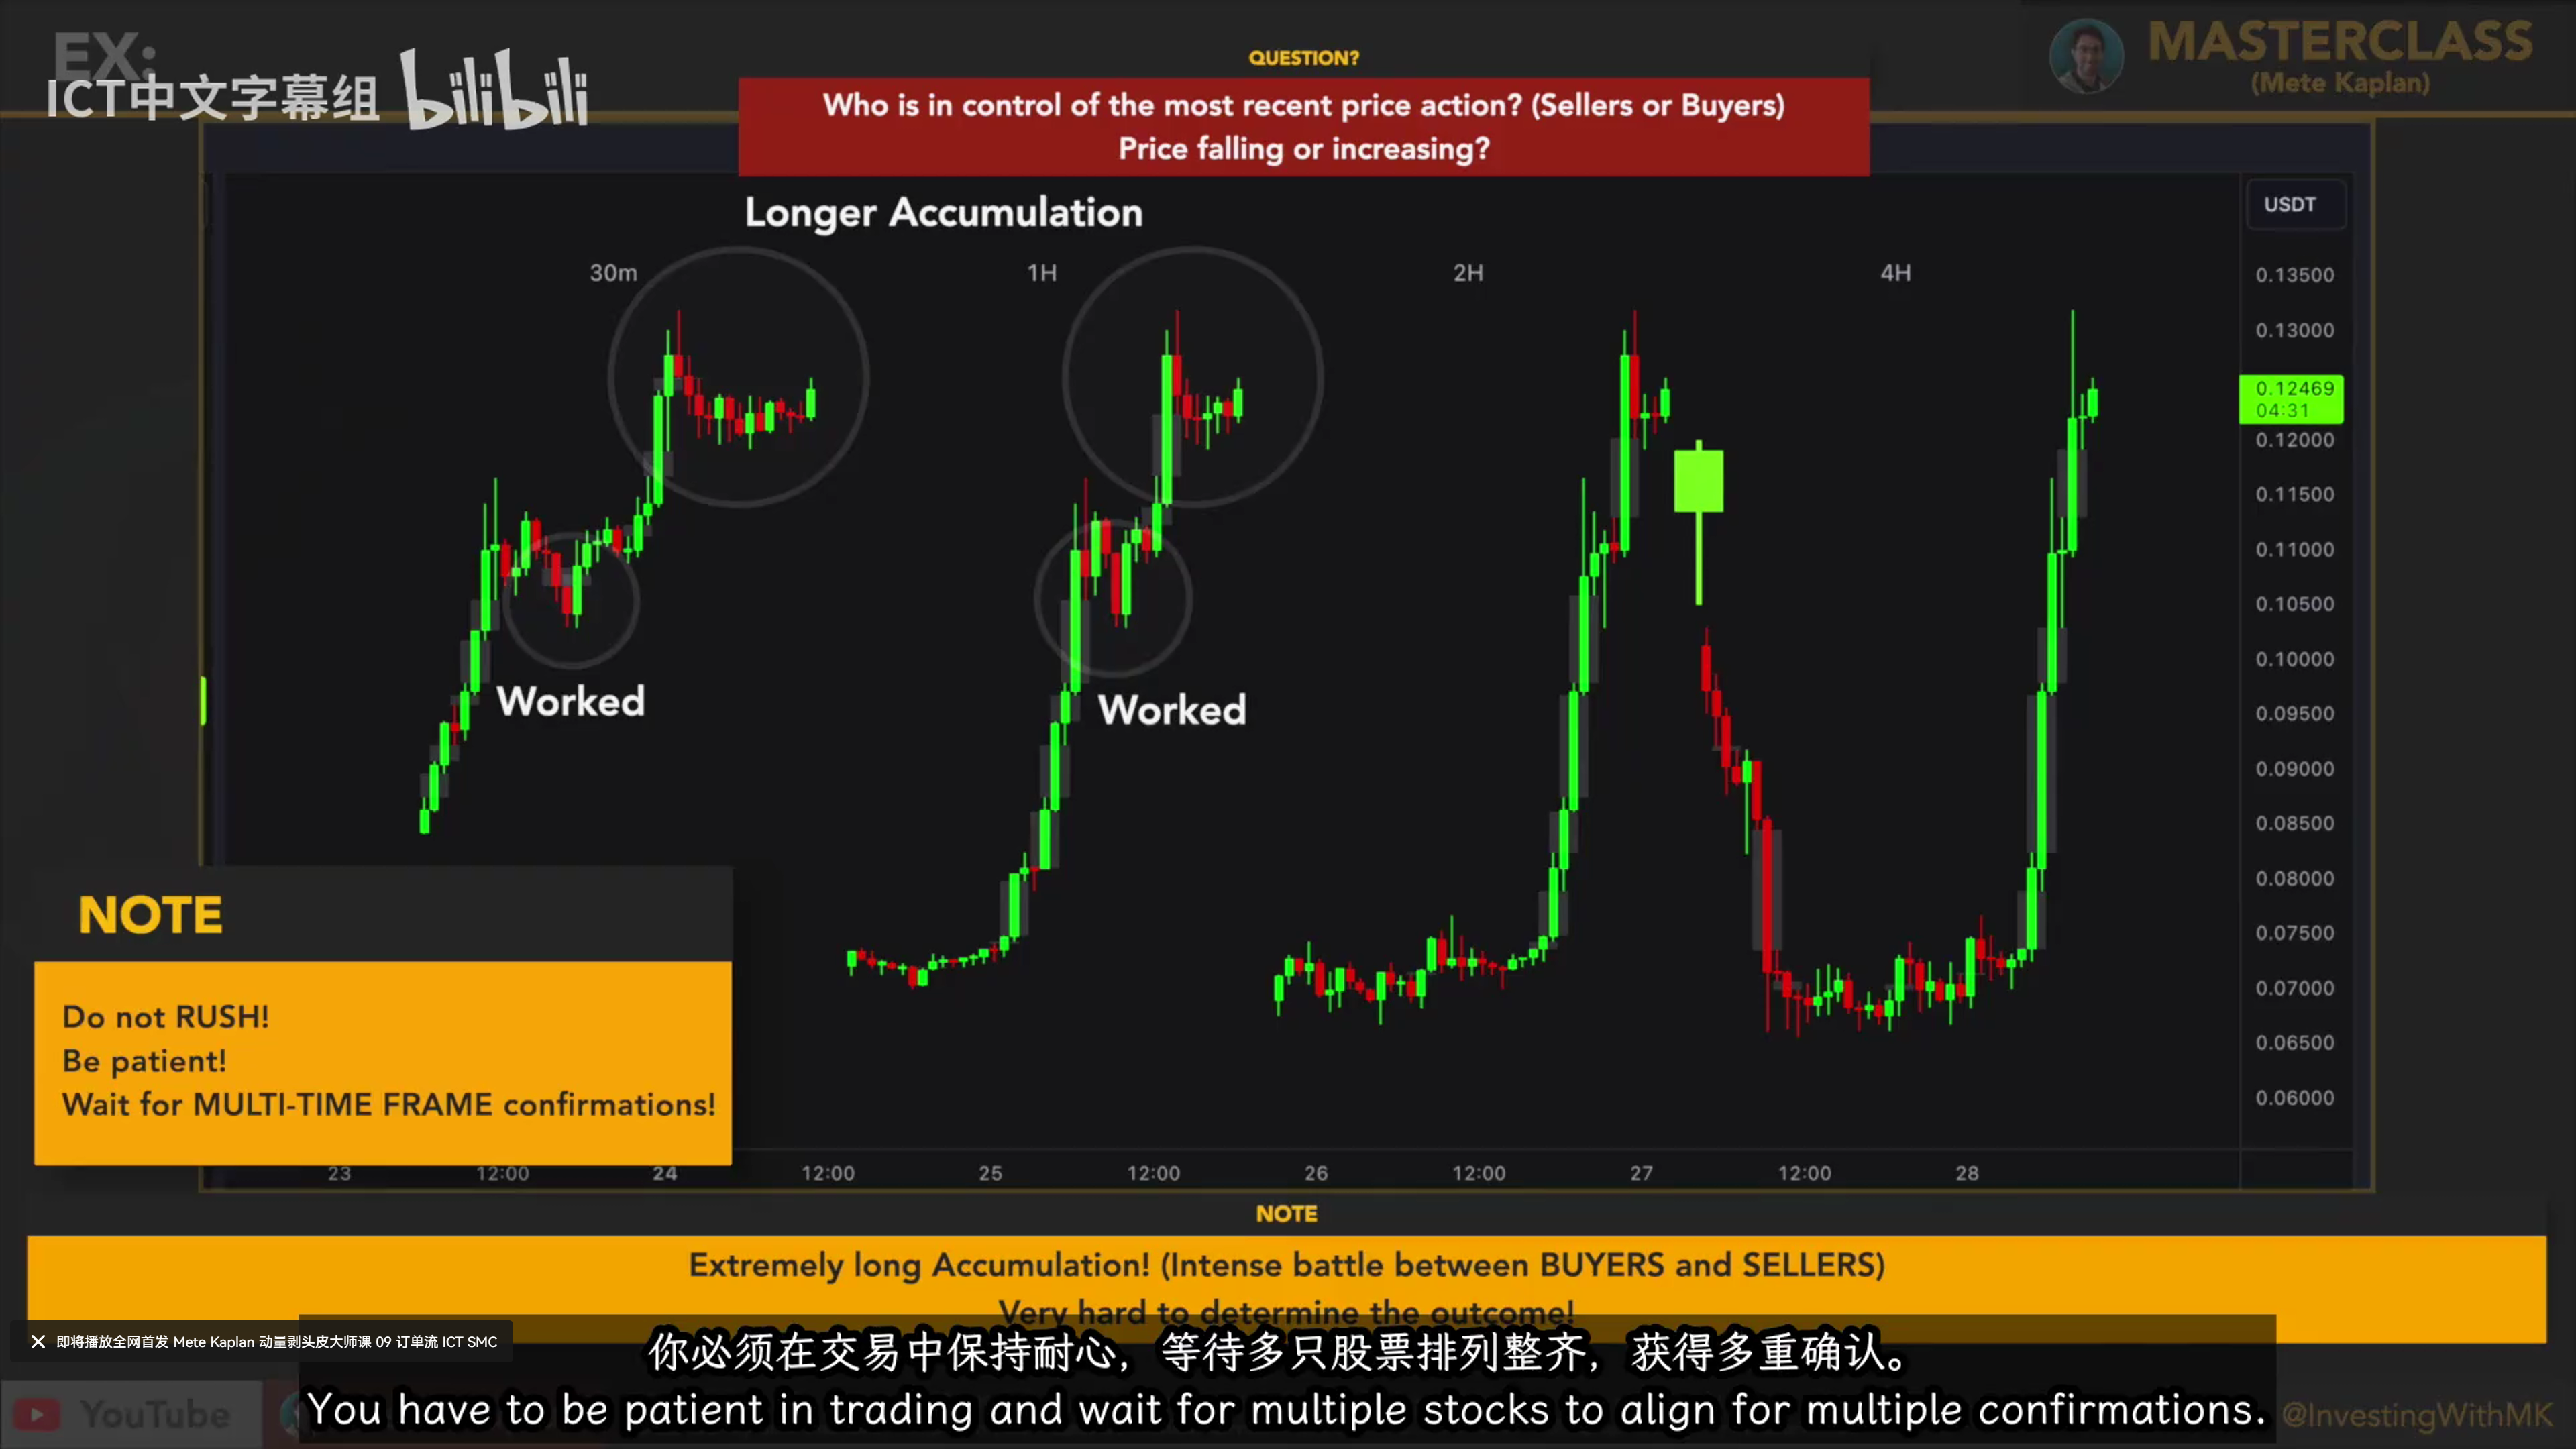 EX:
ICT中文字幕组 bilibili
QUESTION?
MASTERCLASS
(Mete Kaplan)
Who is in control of the most recent price action? (Sellers or Buyers)
Price falling or increasing?
Longer Accumulation
USDT
30m 1H 2H 4H
0.13500
0.13000
0.12469
04:31
0.12000
0.11500
0.11000
0.10500
0.10000
0.09500
0.09000
0.08500
0.08000
0.07500
0.07000
0.06500
0.06000
Worked
Worked
NOTE
Do not RUSH!
Be patient!
Wait for MULTI-TIME FRAME confirmations!
23 12:00 24 12:00 25 12:00 26 12:00 27 12:00 28
NOTE
Extremely long Accumulation! (Intense battle between BUYERS and SELLERS)
Very hard to determine the outcome!
即将播放全网首发 Mete Kaplan 动量剥头皮大师课 09 订单流 ICT SMC
你必须在交易中保持耐心，等待多只股票排列整齐，获得多重确认。
You have to be patient in trading and wait for multiple stocks to align for multiple confirmations.
YouTube
@InvestingWithMK